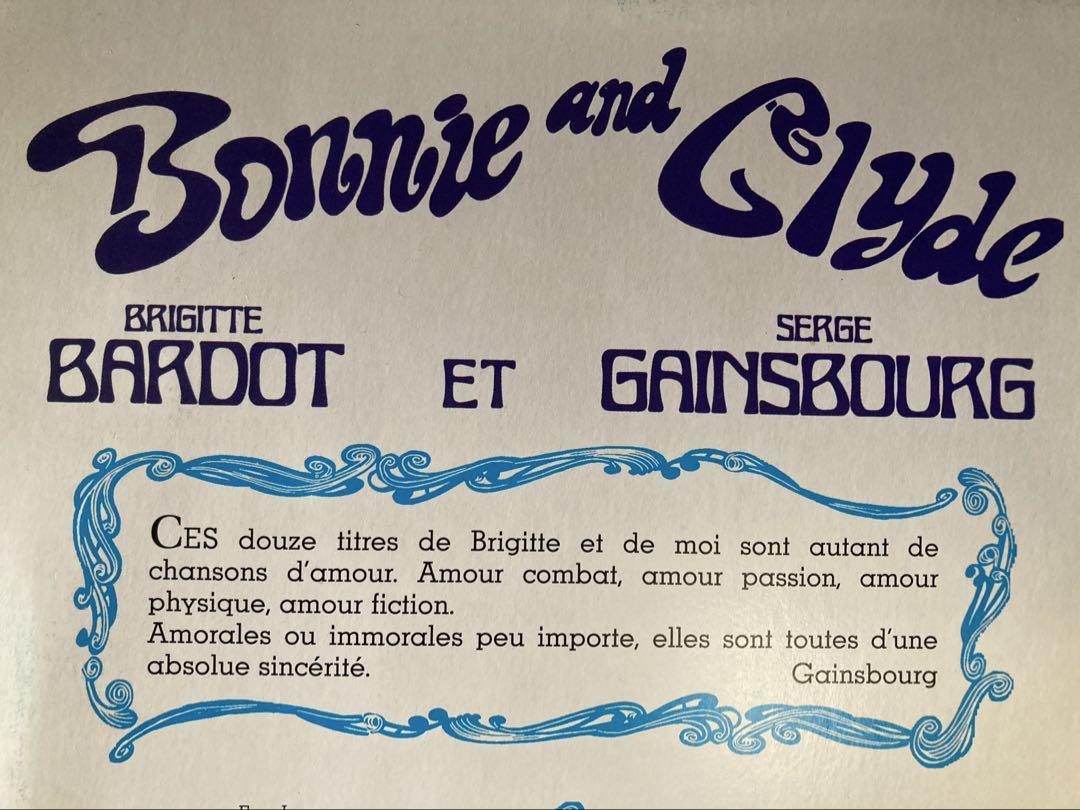 Bonnie and Clyde
BRIGITTE
BARDOT ET
SERGE
GAINSBOURG
CES douze titres de Brigitte et de moi sont autant de
chansons d'amour. Amour combat, amour passion, amour
physique, amour fiction.
Amorales ou immorales peu importe, elles sont toutes d'une
absolue sincérité.
Gainsbourg